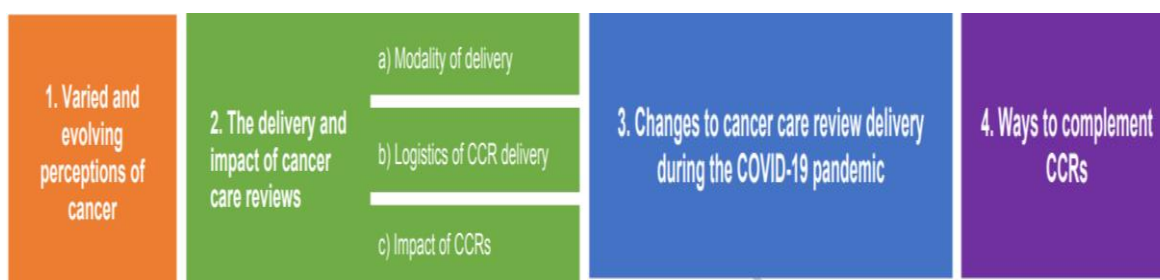 1. Varied and
evolving
perceptions of
cancer
2. The delivery and
impact of cancer
care reviews
a) Modality of delivery
b) Logistics of CCR delivery
c) Impact of CCRs
3. Changes to cancer care review delivery
during the COVID-19 pandemic
4. Ways to complement
CCRs